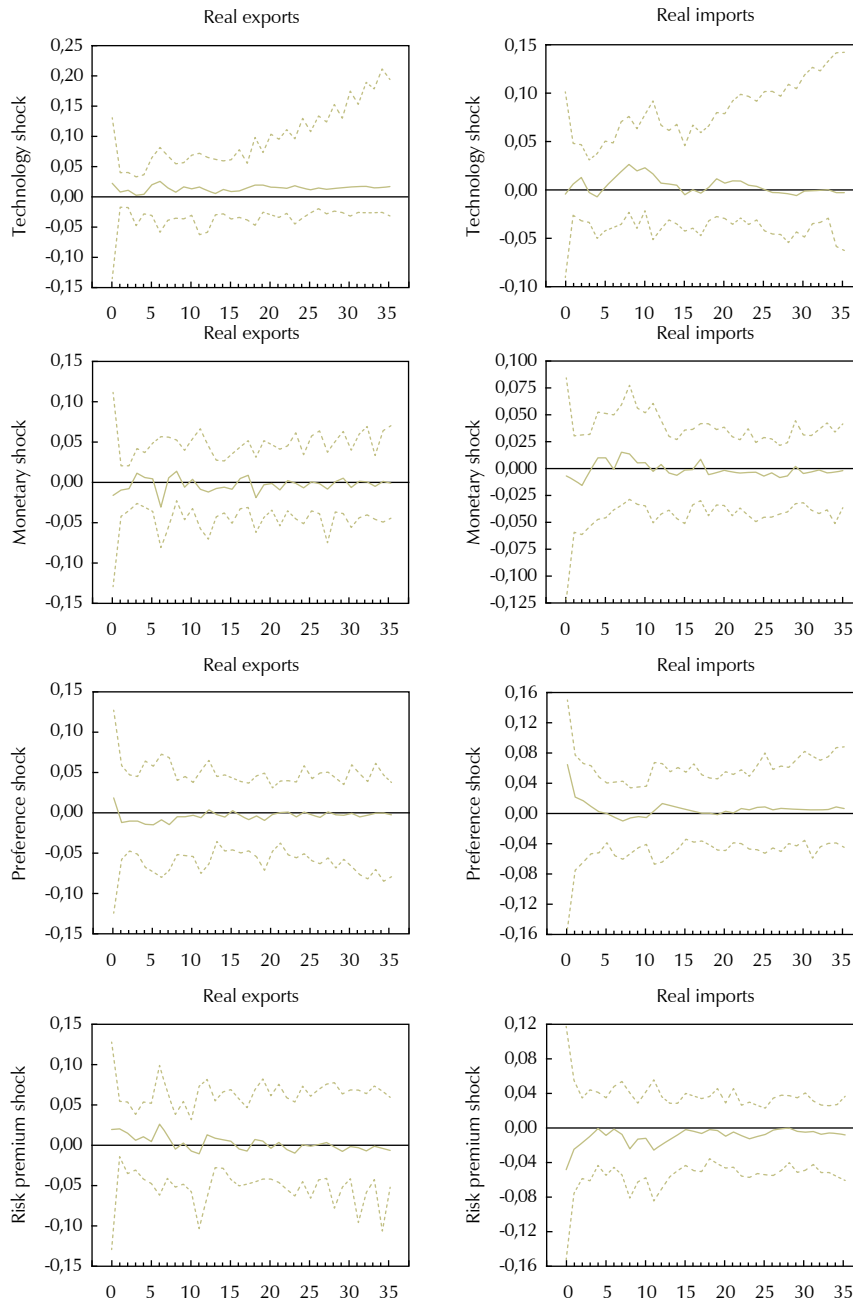 Real exports
Technology shock
0,25
0,20
0,15
0,10
0,05
0,00
-0,05
-0,10
-0,15
0 5 10 15 20 25 30 35
Real imports
Technology shock
0,15
0,10
0,05
0,00
-0,05
-0,10
0 5 10 15 20 25 30 35
Real exports
Monetary shock
0,15
0,10
0,05
0,00
-0,05
-0,10
-0,15
0 5 10 15 20 25 30 35
Real imports
Monetary shock
0,100
0,075
0,050
0,025
0,000
-0,025
-0,050
-0,075
-0,100
-0,125
0 5 10 15 20 25 30 35
Real exports
Preference shock
0,15
0,10
0,05
0,00
-0,05
-0,10
-0,15
0 5 10 15 20 25 30 35
Real imports
Preference shock
0,16
0,12
0,08
0,04
0,00
-0,04
-0,08
-0,12
-0,16
0 5 10 15 20 25 30 35
Real exports
Risk premium shock
0,15
0,10
0,05
0,00
-0,05
-0,10
-0,15
0 5 10 15 20 25 30 35
Real imports
Risk premium shock
0,12
0,08
0,04
0,00
-0,04
-0,08
-0,12
-0,16
0 5 10 15 20 25 30 35